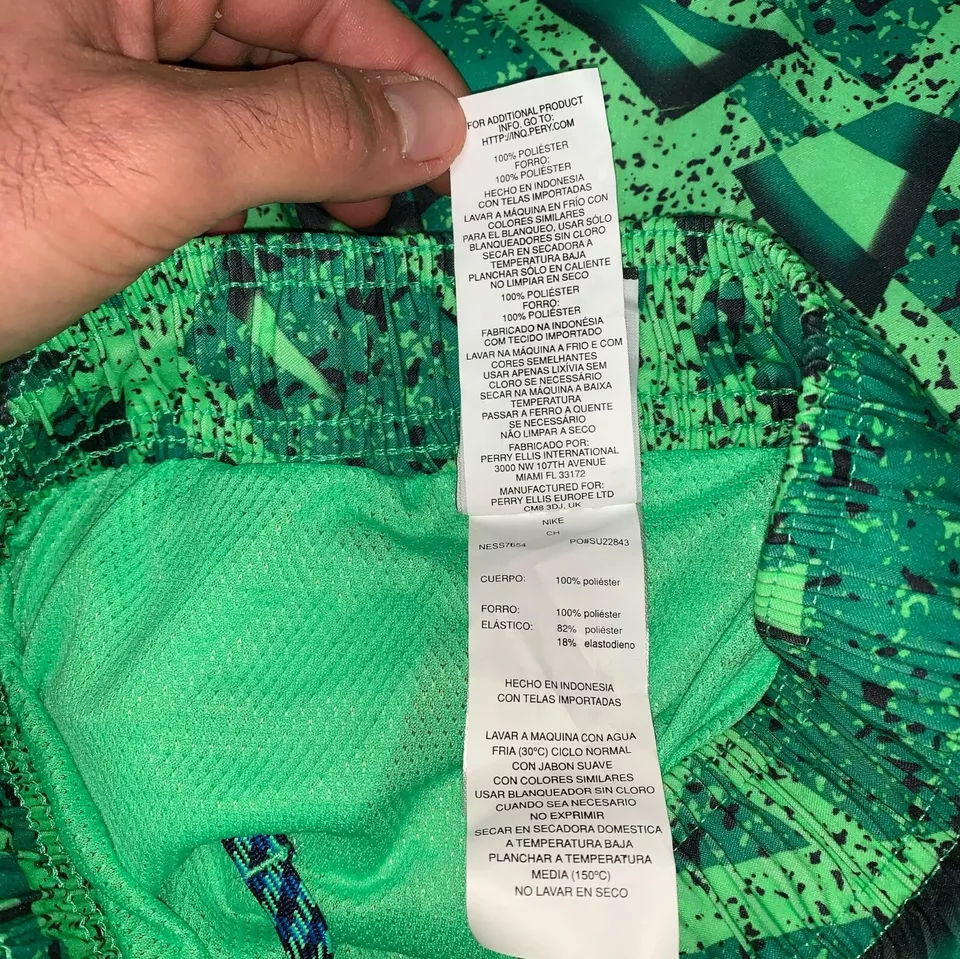 FOR ADDITIONAL PRODUCT
INFO. GO TO:
HTTP://INQ.PERY.COM
100% POLIÉSTER
FORRO:
100% POLIÉSTER
HECHO EN INDONESIA
CON TELAS IMPORTADAS
LAVAR A MÁQUINA EN FRÍO CON
COLORES SIMILARES
PARA EL BLANQUEO, USAR SÓLO
BLANQUEADORES SIN CLORO
SECAR EN SECADORA A
TEMPERATURA BAJA
PLANCHAR SÓLO EN CALIENTE
NO LIMPIAR EN SECO
100% POLIÉSTER
FORRO:
100% POLIÉSTER
FABRICADO NA INDONÉSIA
COM TECIDO IMPORTADO
LAVAR NA MÁQUINA A FRIO E COM
CORES SEMELHANTES
USAR APENAS LIXÍVIA SEM
CLORO SE NECESSÁRIO
SECAR NA MÁQUINA A BAIXA
TEMPERATURA
PASSAR A FERRO A QUENTE
SE NECESSÁRIO
NÃO LIMPAR A SECO
FABRICADO POR:
PERRY ELLIS INTERNATIONAL
3000 NW 107TH AVENUE
MIAMI FL 33172
MANUFACTURED FOR:
PERRY ELLIS EUROPE LTD
CM8 3DJ, UK
NIKE
CH
NESS7654 PO#SU22843
CUERPO: 100% poliéster
FORRO: 100% poliéster
ELÁSTICO: 82% poliéster
18% elastodieno
HECHO EN INDONESIA
CON TELAS IMPORTADAS
LAVAR A MAQUINA CON AGUA
FRIA (30ºC) CICLO NORMAL
CON JABON SUAVE
CON COLORES SIMILARES
USAR BLANQUEADOR SIN CLORO
CUANDO SEA NECESARIO
NO EXPRIMIR
SECAR EN SECADORA DOMESTICA
A TEMPERATURA BAJA
PLANCHAR A TEMPERATURA
MEDIA (150ºC)
NO LAVAR EN SECO